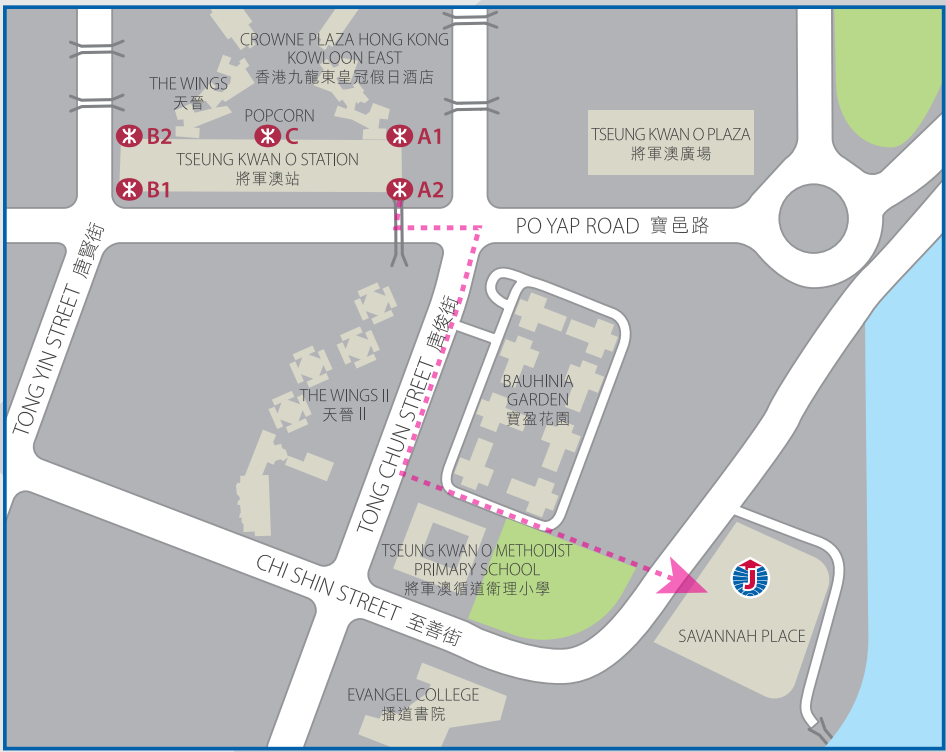 CROWNE PLAZA HONG KONG
KOWLOON EAST
香港九龍東皇冠假日酒店
THE WINGS
天晉
POPCORN
B2
C
A1
TSEUNG KWAN O STATION
將軍澳站
B1
A2
TSEUNG KWAN O PLAZA
將軍澳廣場
PO YAP ROAD 寶邑路
TONG YIN STREET 唐賢街
TONG CHUN STREET 唐俊街
THE WINGS II
天晉 II
BAUHINIA
GARDEN
寶盈花園
TSEUNG KWAN O METHODIST
PRIMARY SCHOOL
將軍澳循道衛理小學
CHI SHIN STREET 至善街
J
SAVANNAH PLACE
EVANGEL COLLEGE
播道書院